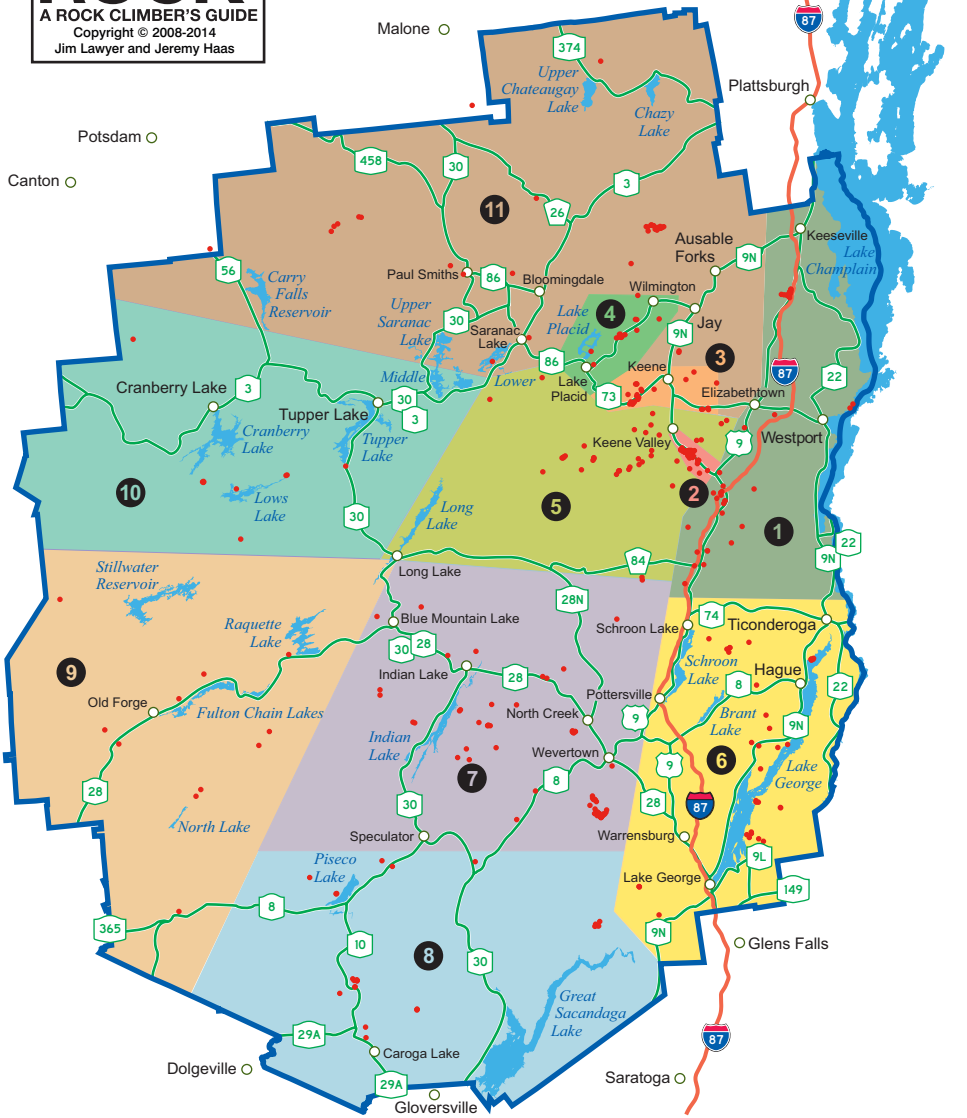 ROCK
A ROCK CLIMBER'S GUIDE
Copyright © 2008-2014
Jim Lawyer and Jeremy Haas
87
Malone
374
Upper
Chateaugay
Lake
Chazy
Lake
Plattsburgh
Potsdam
Canton
458
30
3
11
26
Keeseville
Lake
Champlain
Ausable
Forks
9N
56
Carry
Falls
Reservoir
Paul Smiths
86
Bloomingdale
Wilmington
Upper
Saranac
Lake
30
Saranac
Lake
Lake
Placid
4
Jay
9N
3
86
Keene
87
22
Cranberry Lake
3
Middle
Lower
Lake
Placid
73
Elizabethtown
30
3
Tupper Lake
Tupper
Lake
Cranberry
Lake
Keene Valley
9
Westport
10
Lows
Lake
30
Long
Lake
5
2
1
22
9N
Long Lake
84
Stillwater
Reservoir
28N
Blue Mountain Lake
Raquette
Lake
30
28
Schroon Lake
74
Ticonderoga
9
Indian Lake
28
Schroon
Lake
Hague
8
22
Old Forge
Fulton Chain Lakes
Pottersville
9
Brant
Lake
9N
North Creek
Indian
Lake
Wevertown
7
8
9
6
Lake
George
28
30
28
87
North Lake
Speculator
Warrensburg
Piseco
Lake
9L
Lake George
149
8
365
10
9N
Glens Falls
8
30
Great
Sacandaga
Lake
29A
87
Caroga Lake
Dolgeville
29A
Saratoga
Gloversville